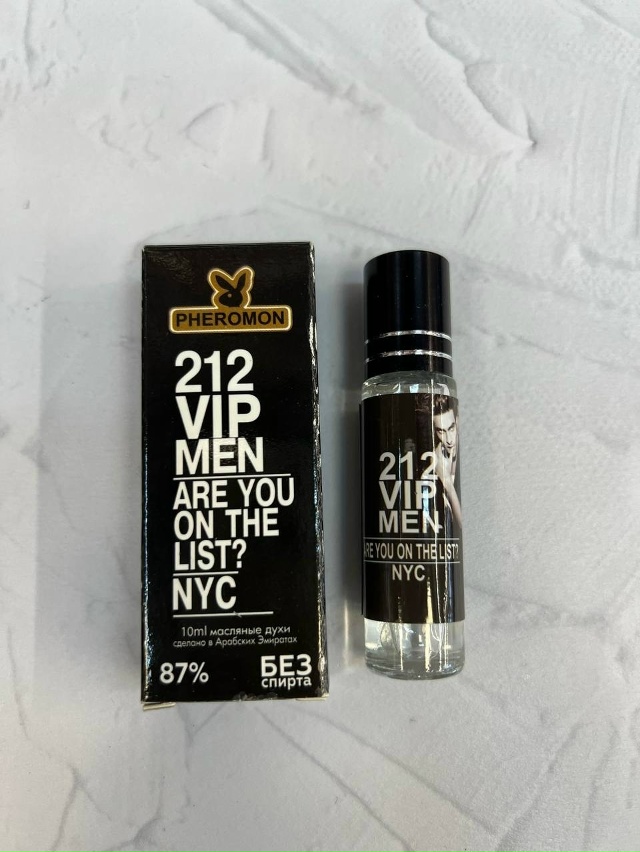 PHEROMON
212
VIP
MEN
ARE YOU
ON THE
LIST?
NYC
10ml масляные духи
сделано в Арабских Эмиратах
87%
БЕЗ
спирта
212
VIP
MEN
ARE YOU ON THE LIST?
NYC